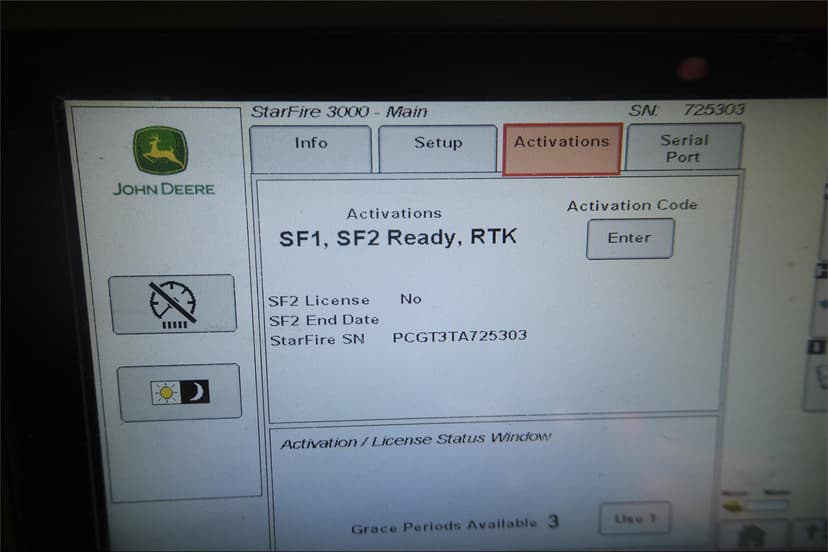 StarFire 3000 - Main
SN: 725303
Info
Setup
Activations
Serial
Port
JOHN DEERE
Activations
SF1, SF2 Ready, RTK
Activation Code
Enter
SF2 License No
SF2 End Date
StarFire SN PCGT3TA725303
Activation / License Status Window
Grace Periods Available 3
Use 1